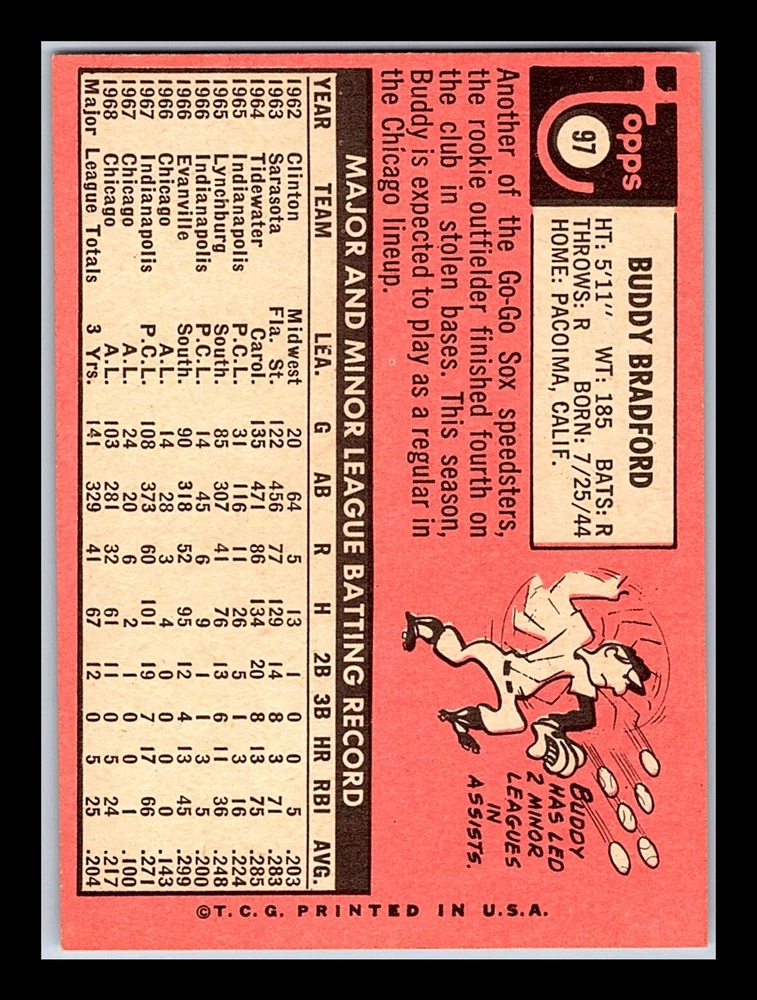 Topps
97
BUDDY BRADFORD
HT: 5'11" WT: 185 BATS: R
THROWS: R BORN: 7/25/44
HOME: PACOIMA, CALIF.
Another of the Go-Go Sox speedsters,
the rookie outfielder finished fourth on
the club in stolen bases. This season,
Buddy is expected to play as a regular in
the Chicago lineup.
BUDDY
HAS LED
2 MINOR
LEAGUES
IN
ASSISTS.
MAJOR AND MINOR LEAGUE BATTING RECORD
YEAR TEAM LEA. G AB R H 2B 3B HR RBI AVG.
1962 Clinton Midwest 20 64 5 13 1 0 0 5 .203
1963 Sarasota Fla. St. 122 456 77 129 14 8 3 71 .283
1964 Tidewater Carol. 135 471 86 134 20 8 13 75 .285
1965 Indianapolis P.C.L. 31 116 11 26 5 1 3 16 .224
1965 Lynchburg South. 85 307 41 76 13 6 11 36 .248
1966 Indianapolis P.C.L. 14 45 6 9 1 1 3 5 .200
1966 Evanville South. 90 318 52 95 12 4 13 45 .299
1966 Chicago A.L. 14 28 3 4 0 0 0 0 .143
1967 Indianapolis P.C.L. 108 373 60 101 19 7 17 66 .271
1967 Chicago A.L. 24 20 6 2 1 0 0 1 .100
1968 Chicago A.L. 103 281 32 61 11 0 5 24 .217
Major League Totals 3 Yrs. 141 329 41 67 12 0 5 25 .204
©T.C.G. PRINTED IN U.S.A.